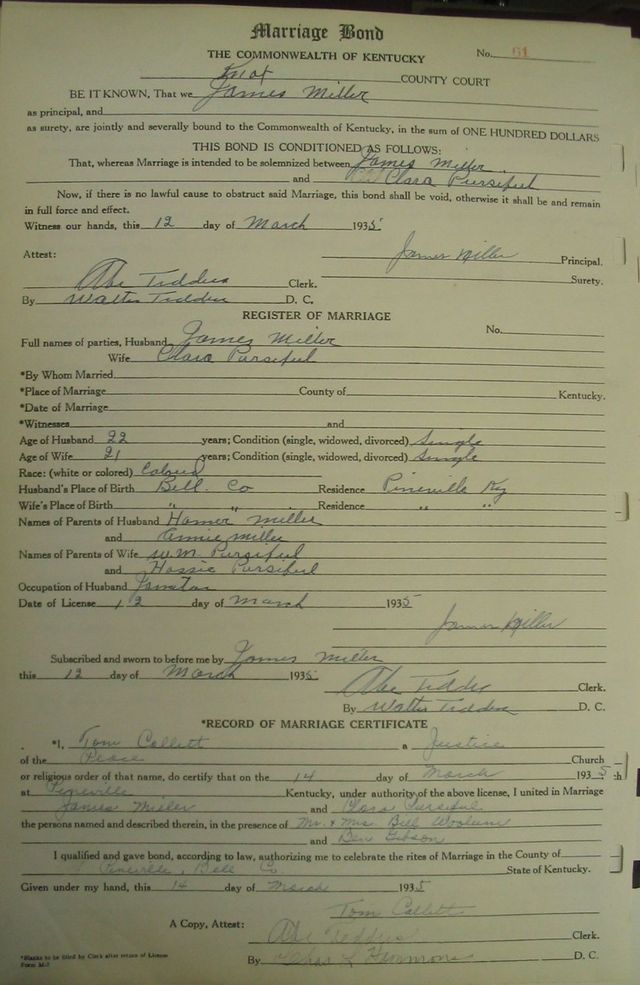 Marriage Bond
THE COMMONWEALTH OF KENTUCKY No. 61
Knox COUNTY COURT
BE IT KNOWN, That we James Miller
as principal, and
as surety, are jointly and severally bound to the Commonwealth of Kentucky, in the sum of ONE HUNDRED DOLLARS
THIS BOND IS CONDITIONED AS FOLLOWS:
That, whereas Marriage is intended to be solemnized between James Miller
and Clara Pursiful
Now, if there is no lawful cause to obstruct said Marriage, this bond shall be void, otherwise it shall be and remain
in full force and effect.
Witness our hands, this 12 day of March 1935
James Miller Principal.
Attest: Surety.
Abe Tedders Clerk.
By Walter Tedders D. C.
REGISTER OF MARRIAGE
Full names of parties, Husband James Miller No.
Wife Clara Pursiful
*By Whom Married
*Place of Marriage County of Kentucky.
*Date of Marriage
*Witnesses and
Age of Husband 22 years; Condition (single, widowed, divorced) Single
Age of Wife 21 years; Condition (single, widowed, divorced) Single
Race: (white or colored) Colored
Husband's Place of Birth Bell Co Residence Pineville Ky
Wife's Place of Birth " " Residence " "
Names of Parents of Husband Homer Miller
and Annie Miller
Names of Parents of Wife W.M. Pursiful
and Hassie Pursiful
Occupation of Husband Janitor
Date of License 12 day of March 1935
James Miller
Subscribed and sworn to before me by James Miller
this 12 day of March 1935
Abe Tedders Clerk.
By Walter Tedders D. C.
*RECORD OF MARRIAGE CERTIFICATE
*I, Tom Collett a Justice
of the Peace Church
or religious order of that name, do certify that on the 14 day of March 1935
at Pineville Kentucky, under authority of the above license, I united in Marriage
James Miller and Clara Pursiful
the persons named and described therein, in the presence of Mr. & Mrs. Bill Woolum
and Ben Gibson
I qualified and gave bond, according to law, authorizing me to celebrate the rites of Marriage in the County of
Pineville, Bell Co State of Kentucky.
Given under my hand, this 14 day of March 1935
Tom Collett
A Copy, Attest:
Abe Tedders Clerk.
By Chas L Hammons D. C.
*Blanks to be filled by Clerk after return of License